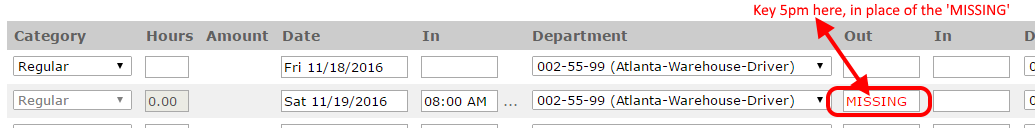 Key 5pm here, in place of the 'MISSING'
Category Hours Amount Date In Department Out In D
Regular Fri 11/18/2016 002-55-99 (Atlanta-Warehouse-Driver) 0
Regular 0.00 Sat 11/19/2016 08:00 AM ... 002-55-99 (Atlanta-Warehouse-Driver) MISSING 0